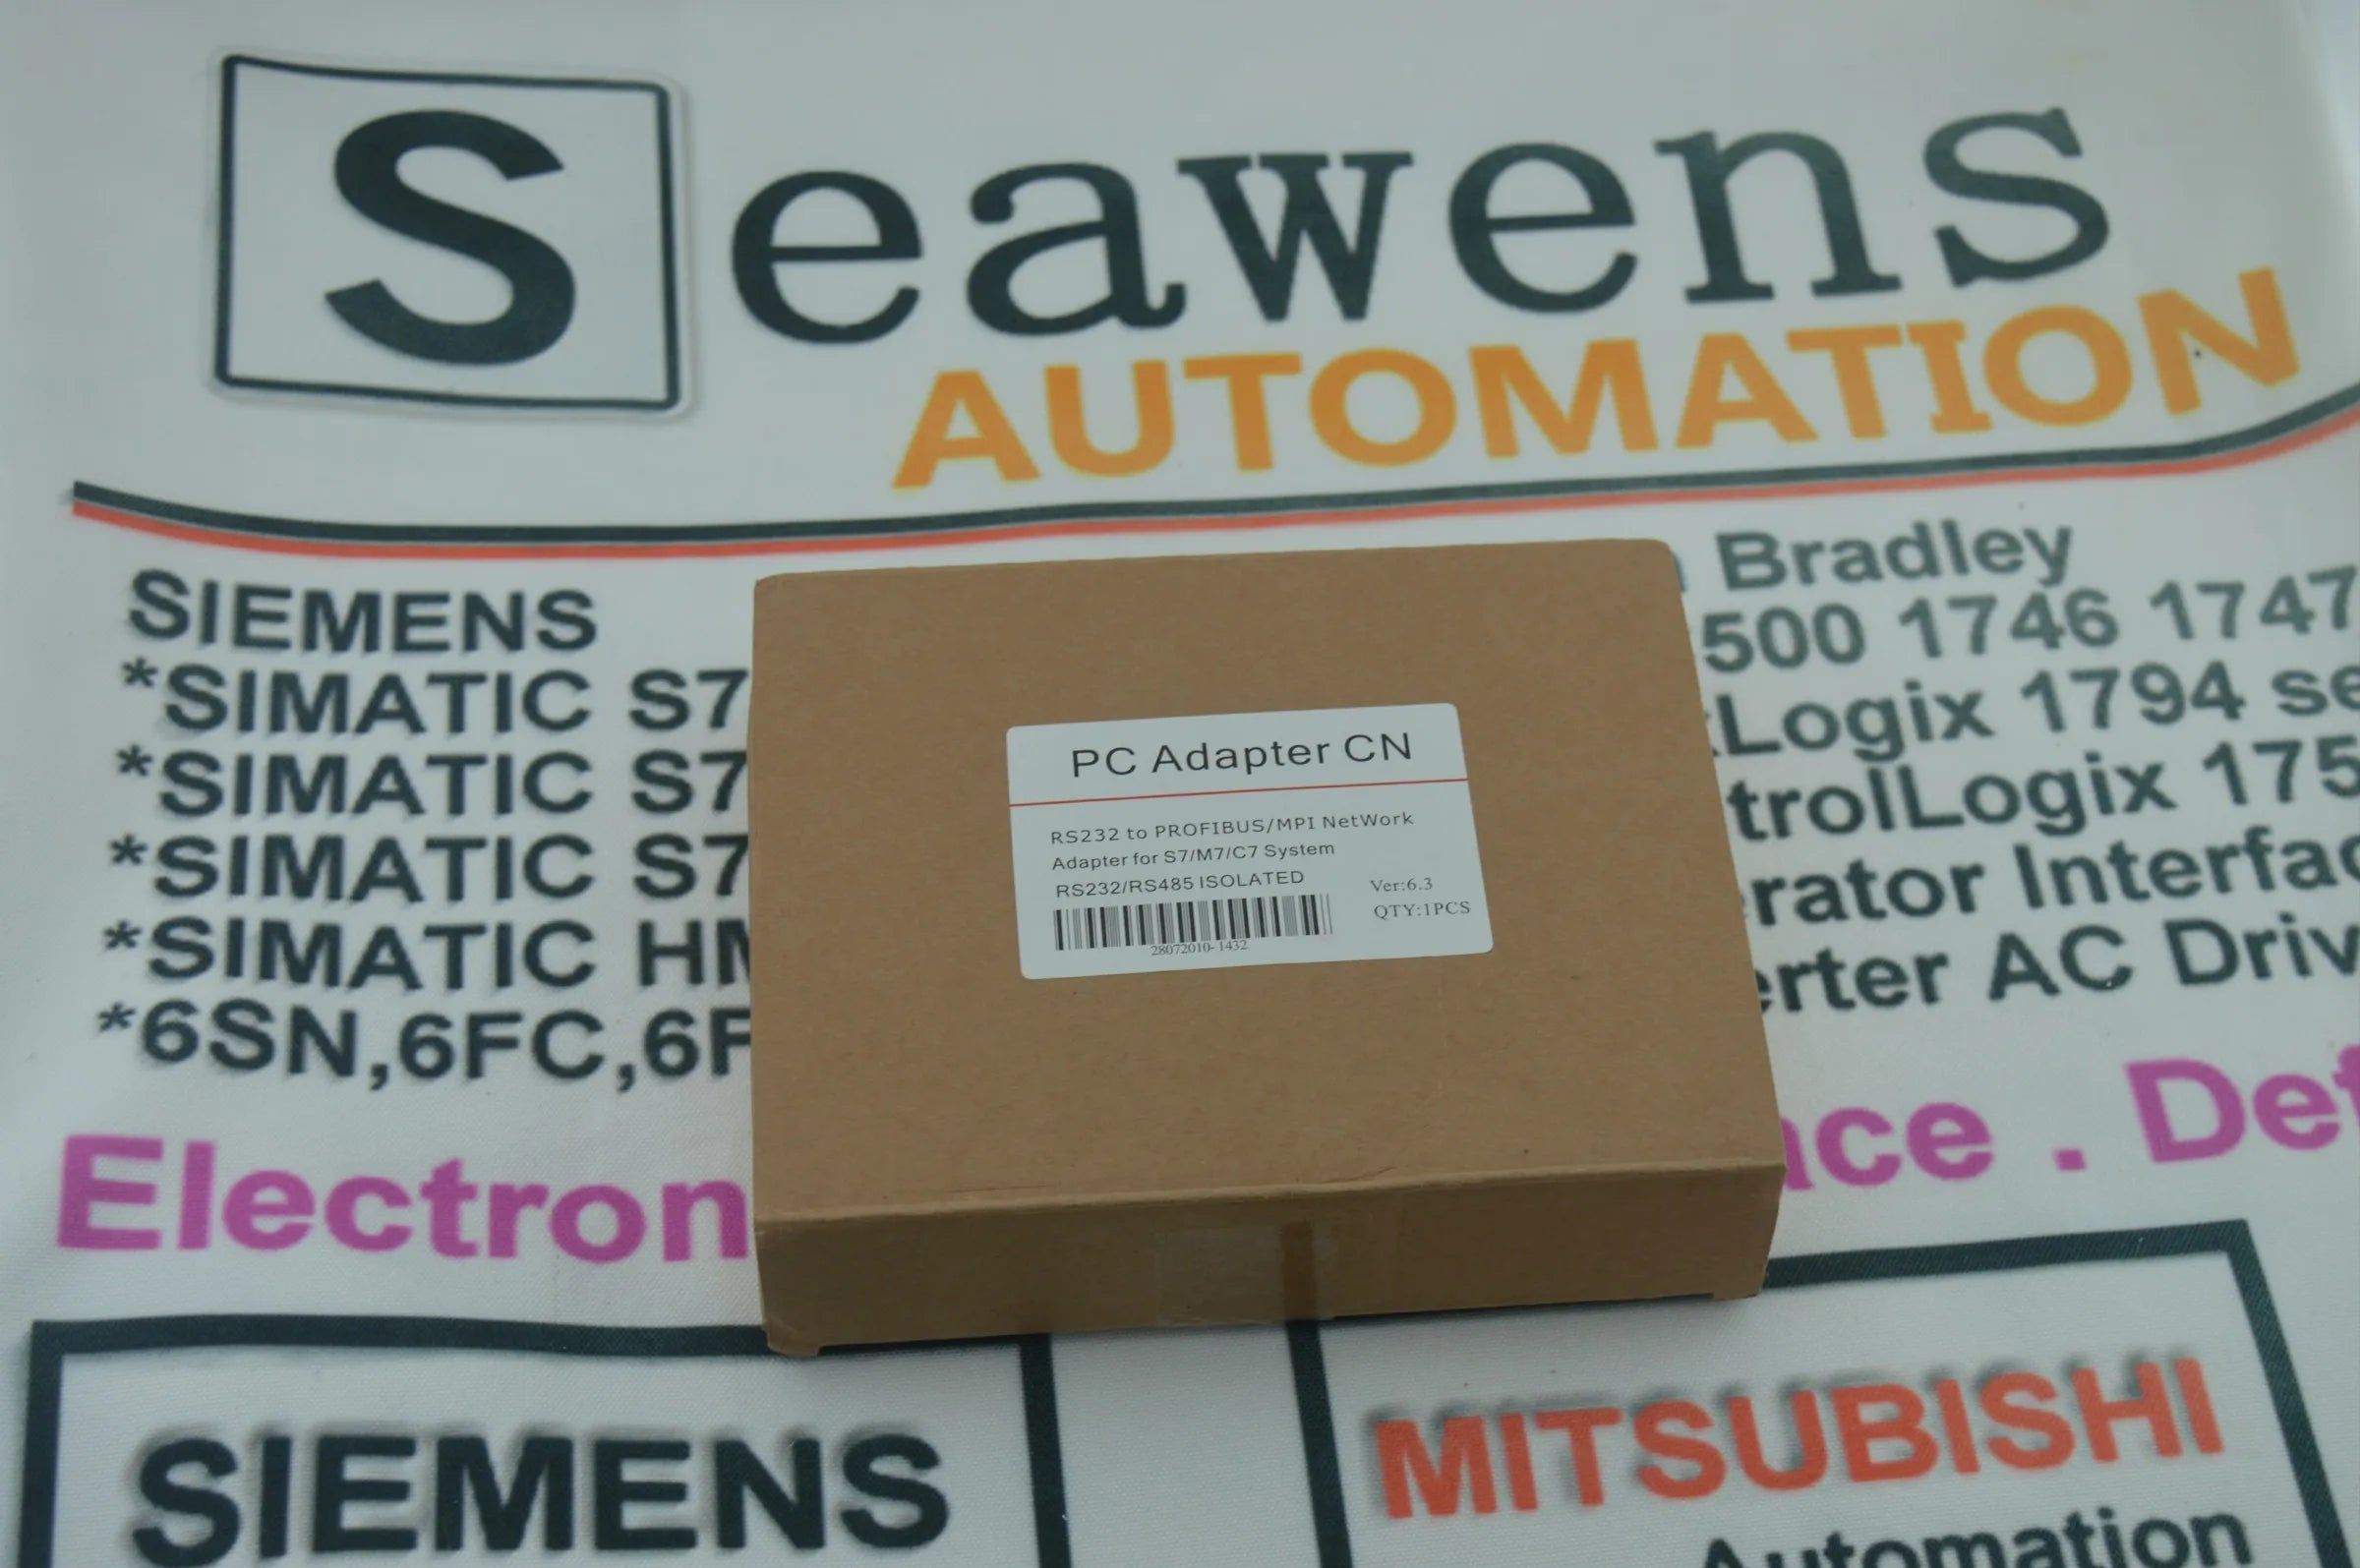 Seawens
AUTOMATION
SIEMENS
*SIMATIC S7
*SIMATIC S7
*SIMATIC S7
*SIMATIC HM
*6SN,6FC,6F
Bradley
500 1746 1747
Logix 1794 se
trolLogix 175
rator Interfac
erter AC Driv
Electron
ace . Def
PC Adapter CN
RS232 to PROFIBUS/MPI NetWork
Adapter for S7/M7/C7 System
RS232/RS485 ISOLATED
Ver:6.3
QTY:1PCS
28072010-1432
SIEMENS
MITSUBISHI
Automation